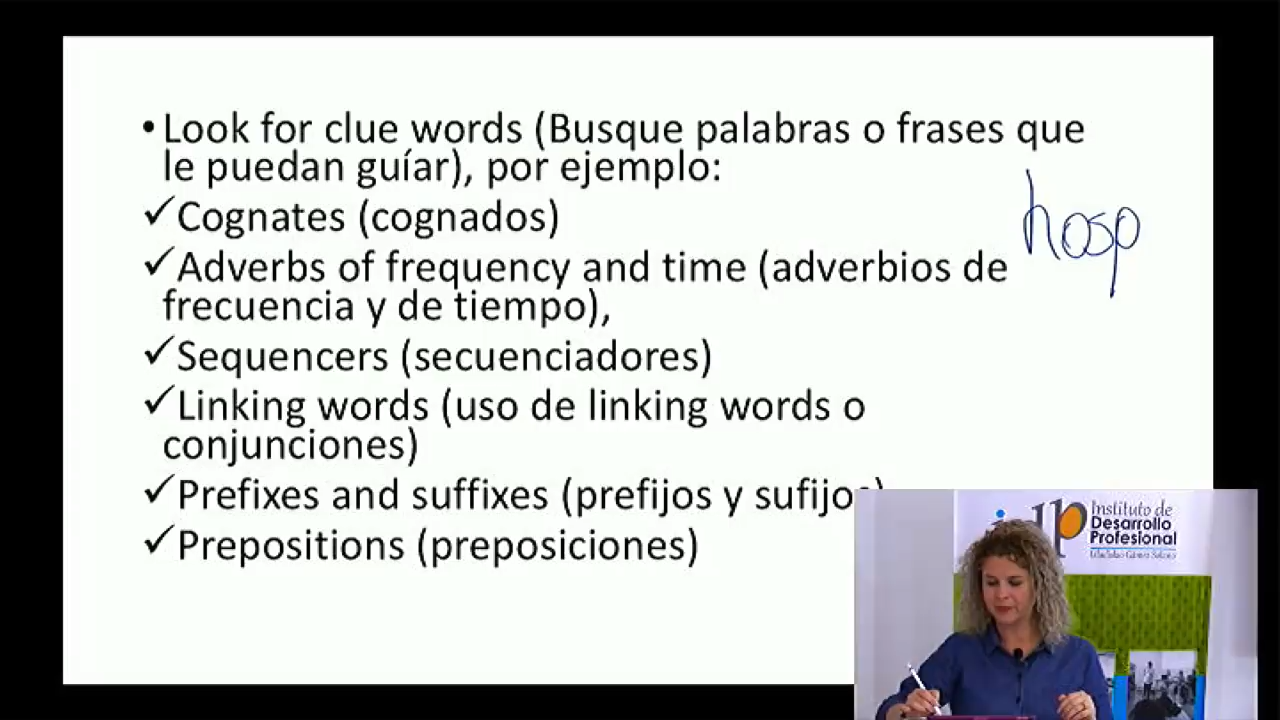 • Look for clue words (Busque palabras o frases que
le puedan guíar), por ejemplo:
✓Cognates (cognados)
hosp
✓Adverbs of frequency and time (adverbios de
frecuencia y de tiempo),
✓Sequencers (secuenciadores)
✓Linking words (uso de linking words o
conjunciones)
✓Prefixes and suffixes (prefijos y sufijos)
✓Prepositions (preposiciones)
idp
Instituto de
Desarrollo
Profesional